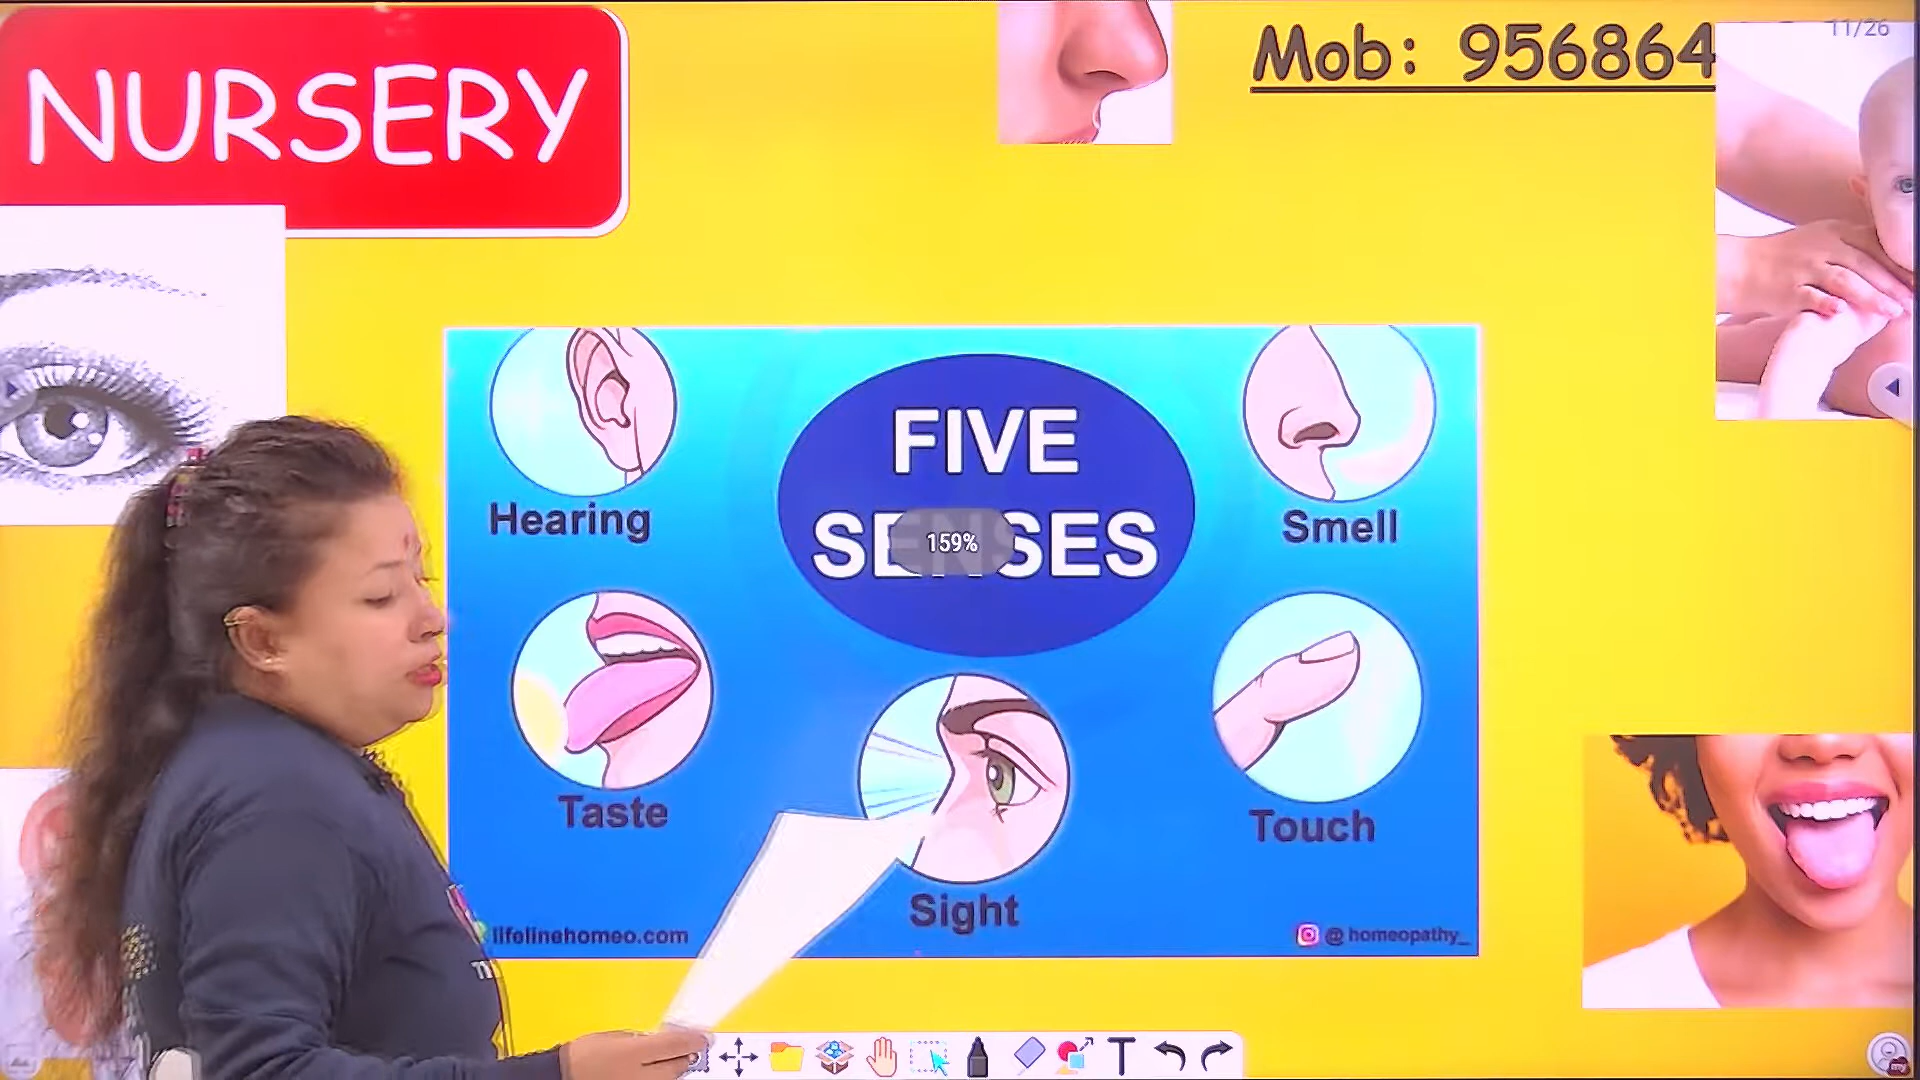 NURSERY
Mob: 956864
11/26
FIVE
SENSES
159%
Hearing
Smell
Taste
Touch
Sight
lifelinehomeo.com
@ homeopathy_
T